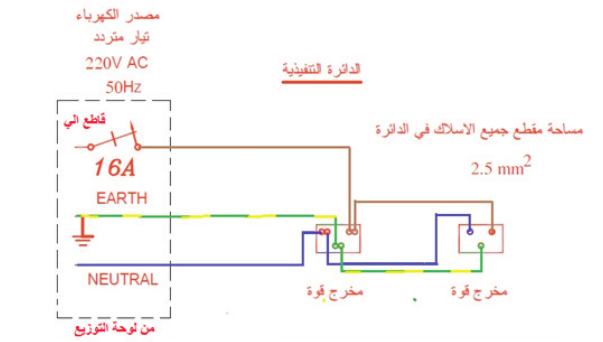 مصدر الكهرباء
تيار متردد
220V AC
50Hz
الدائرة التنفيذية
قاطع الي
16A
مساحة مقطع جميع الاسلاك في الدائرة
2.5 mm²
EARTH
NEUTRAL
مخرج قوة
مخرج قوة
من لوحة التوزيع